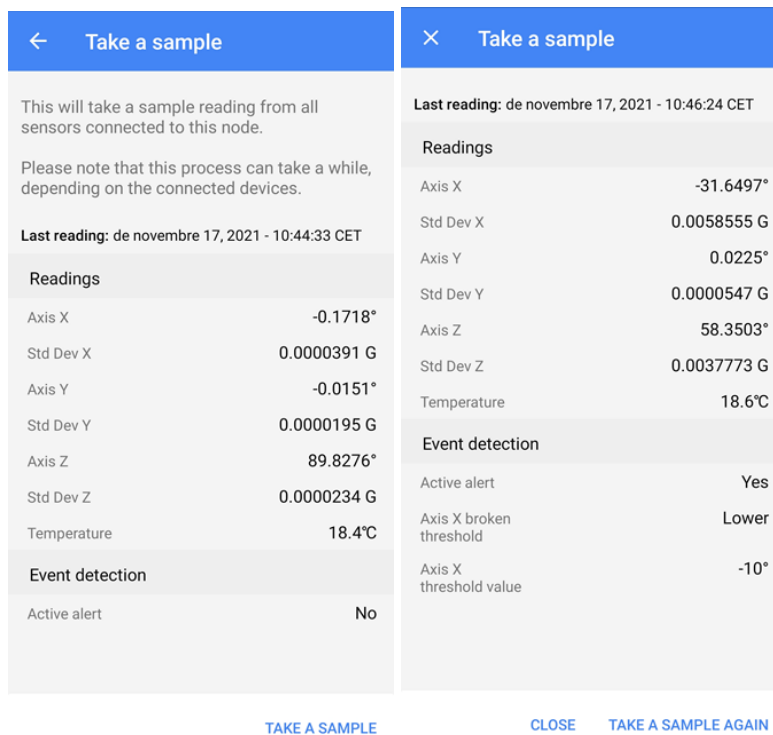 Take a sample
This will take a sample reading from all
sensors connected to this node.
Please note that this process can take a while,
depending on the connected devices.
Last reading: de novembre 17, 2021 - 10:44:33 CET
Readings
Axis X -0.1718°
Std Dev X 0.0000391 G
Axis Y -0.0151°
Std Dev Y 0.0000195 G
Axis Z 89.8276°
Std Dev Z 0.0000234 G
Temperature 18.4°C
Event detection
Active alert No
TAKE A SAMPLE
Take a sample
Last reading: de novembre 17, 2021 - 10:46:24 CET
Readings
Axis X -31.6497°
Std Dev X 0.0058555 G
Axis Y 0.0225°
Std Dev Y 0.0000547 G
Axis Z 58.3503°
Std Dev Z 0.0037773 G
Temperature 18.6°C
Event detection
Active alert Yes
Axis X broken Lower
threshold
Axis X -10°
threshold value
CLOSE TAKE A SAMPLE AGAIN